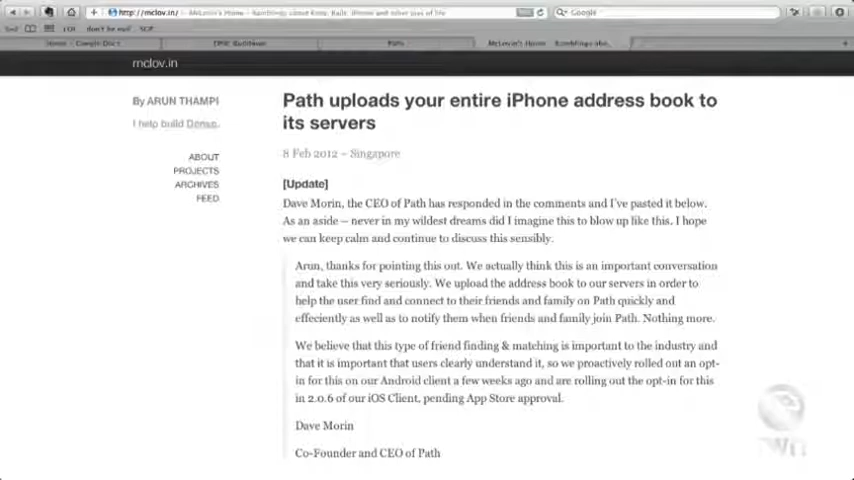 http://mclov.in/
Google
Path
mclov.in
By ARUN THAMPI
I help build Denso.
ABOUT
PROJECTS
ARCHIVES
FEED
Path uploads your entire iPhone address book to
its servers
8 Feb 2012 – Singapore
[Update]
Dave Morin, the CEO of Path has responded in the comments and I've pasted it below.
As an aside – never in my wildest dreams did I imagine this to blow up like this. I hope
we can keep calm and continue to discuss this sensibly.
Arun, thanks for pointing this out. We actually think this is an important conversation
and take this very seriously. We upload the address book to our servers in order to
help the user find and connect to their friends and family on Path quickly and
effeciently as well as to notify them when friends and family join Path. Nothing more.
We believe that this type of friend finding & matching is important to the industry and
that it is important that users clearly understand it, so we proactively rolled out an opt-
in for this on our Android client a few weeks ago and are rolling out the opt-in for this
in 2.0.6 of our iOS Client, pending App Store approval.
Dave Morin
Co-Founder and CEO of Path